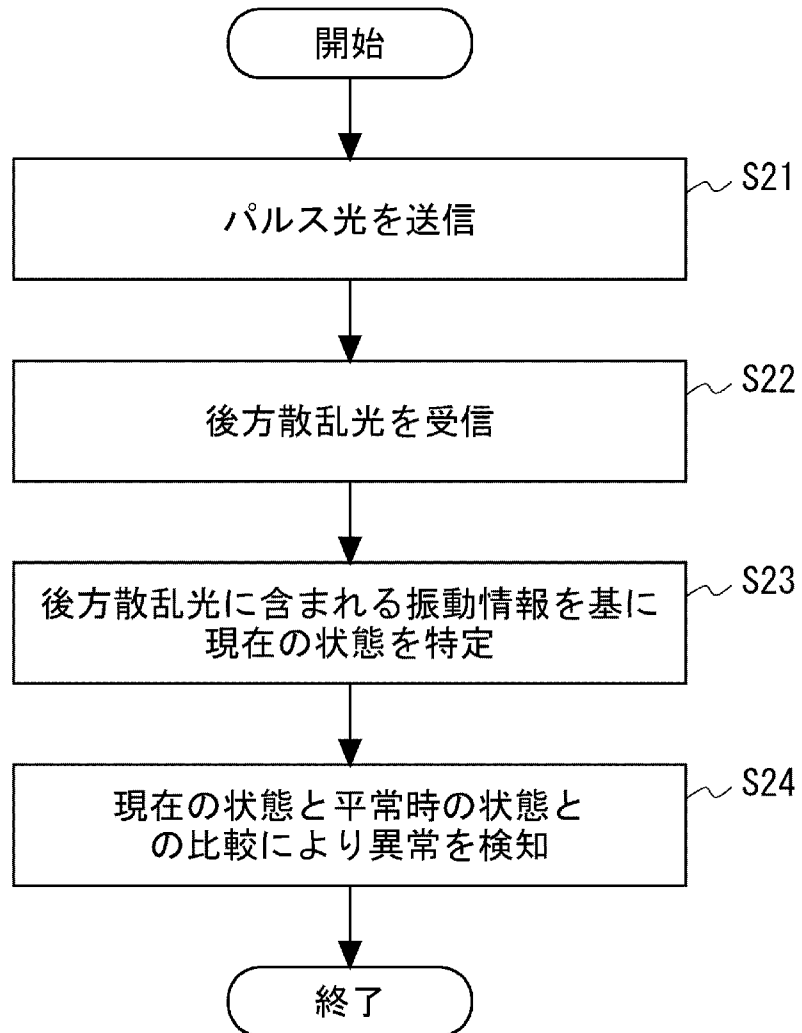 開始
パルス光を送信
S21
後方散乱光を受信
S22
後方散乱光に含まれる振動情報を基に
現在の状態を特定
S23
現在の状態と平常時の状態と
の比較により異常を検知
S24
終了